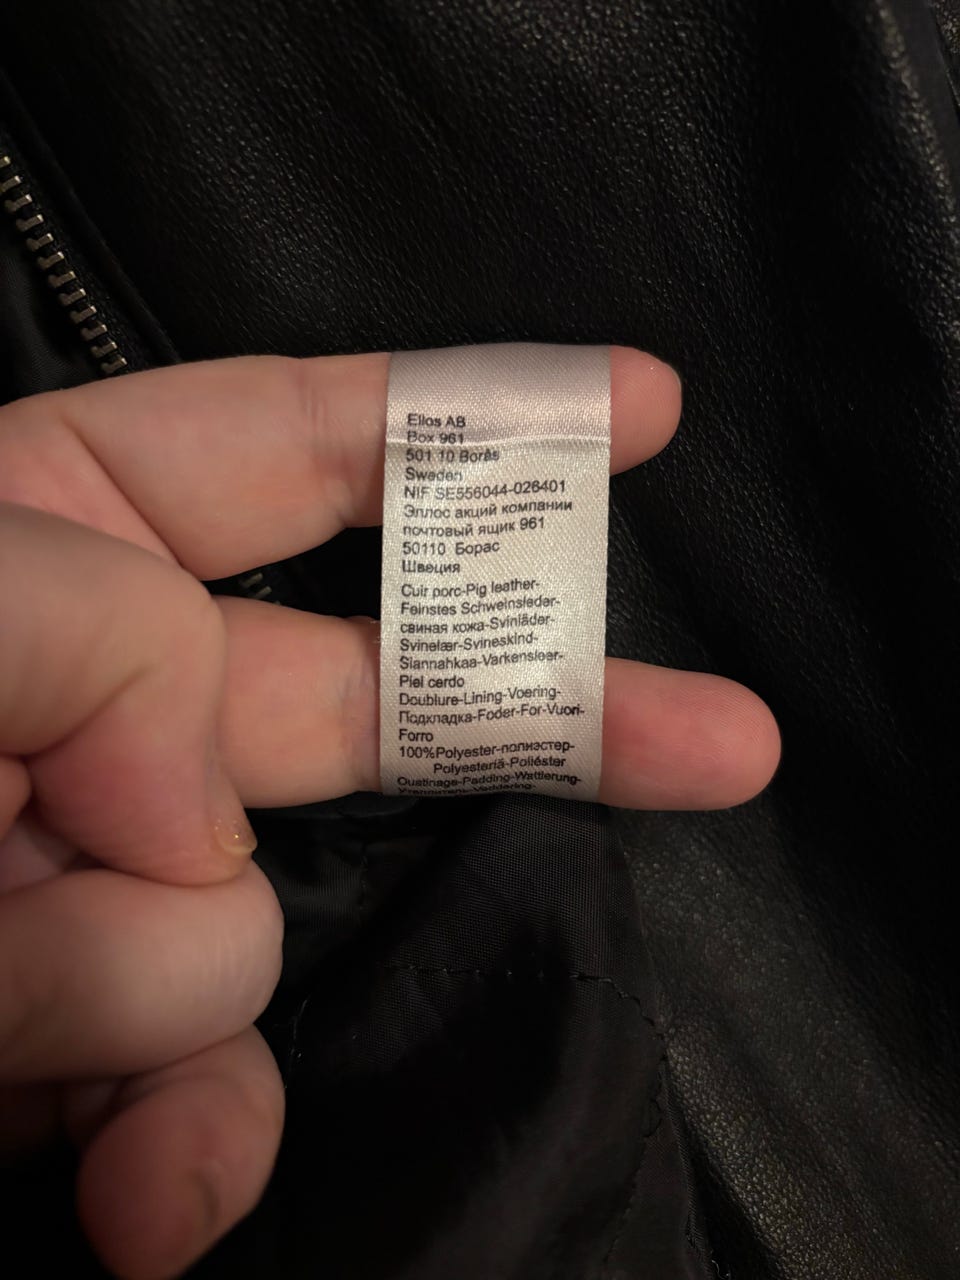 Ellos AB
Box 961
501 10 Borås
Sweden
NIF SE556044-026401
Эллос акций компании
почтовый ящик 961
50110 Борас
Швеция
Cuir porc-Pig leather-
Feinstes Schweinsleder-
свиная кожа-Svinläder-
Svinelær-Svineskind-
Siannahkaa-Varkensleer-
Piel cerdo
Doublure-Lining-Voering-
Подкладка-Foder-For-Vuori-
Forro
100%Polyester-полиэстер-
Polyesteriä-Poliéster
Ouatinage-Padding-Wattierung-
Утеплитель-Vaddering-